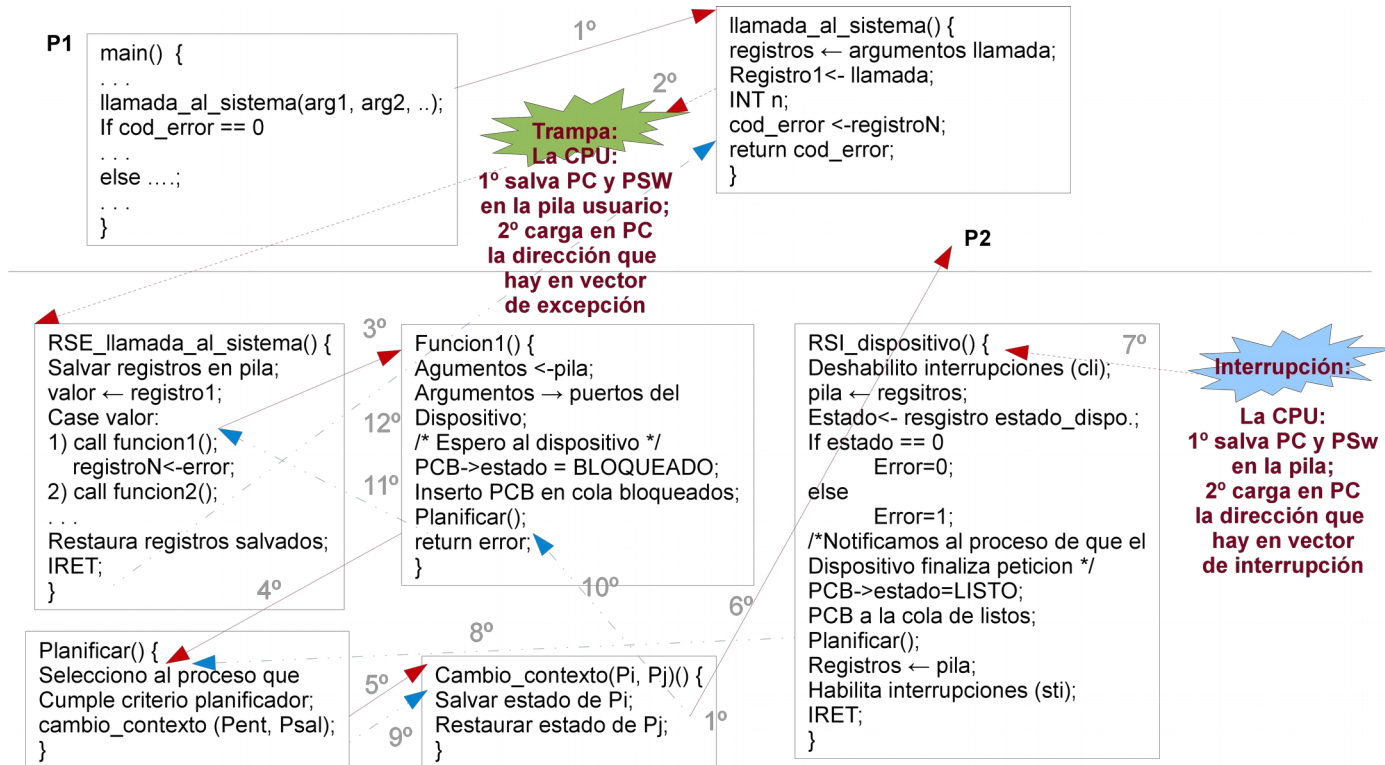 P1
main()  {
. . .
llamada_al_sistema(arg1, arg2, ..);
If cod_error == 0
. . .
else ….;
. . .
}
1º
llamada_al_sistema() {
registros ← argumentos llamada;
Registro1<- llamada;
INT n;
cod_error <-registroN;
return cod_error;
}
2º
Trampa:
La CPU:
1º salva PC y PSW
en la pila usuario;
2º carga en PC
la dirección que
hay en vector
de excepción
P2
RSE_llamada_al_sistema() {
Salvar registros en pila;
valor ← registro1;
Case valor:
1) call funcion1();
registroN<-error;
2) call funcion2();
. . .
Restaura registros salvados;
IRET;
}
3º
12º
11º
4º
Funcion1() {
Agumentos <-pila;
Argumentos → puertos del
Dispositivo;
/* Espero al dispositivo */
PCB->estado = BLOQUEADO;
Inserto PCB en cola bloqueados;
Planificar();
return error;
}
10º
6º
RSI_dispositivo() {
Deshabilito interrupciones (cli);
pila ← regsitros;
Estado<- resgistro estado_dispo.;
If estado == 0
Error=0;
else
Error=1;
/*Notificamos al proceso de que el
Dispositivo finaliza peticion */
PCB->estado=LISTO;
PCB a la cola de listos;
Planificar();
Registros ← pila;
Habilita interrupciones (sti);
IRET;
}
7º
Interrupción:
La CPU:
1º salva PC y PSw
en la pila;
2º carga en PC
la dirección que
hay en vector
de interrupción
8º
Planificar() {
Selecciono al proceso que
Cumple criterio planificador;
cambio_contexto (Pent, Psal);
}
5º
9º
Cambio_contexto(Pi, Pj)() {
Salvar estado de Pi;
Restaurar estado de Pj;
}
1º